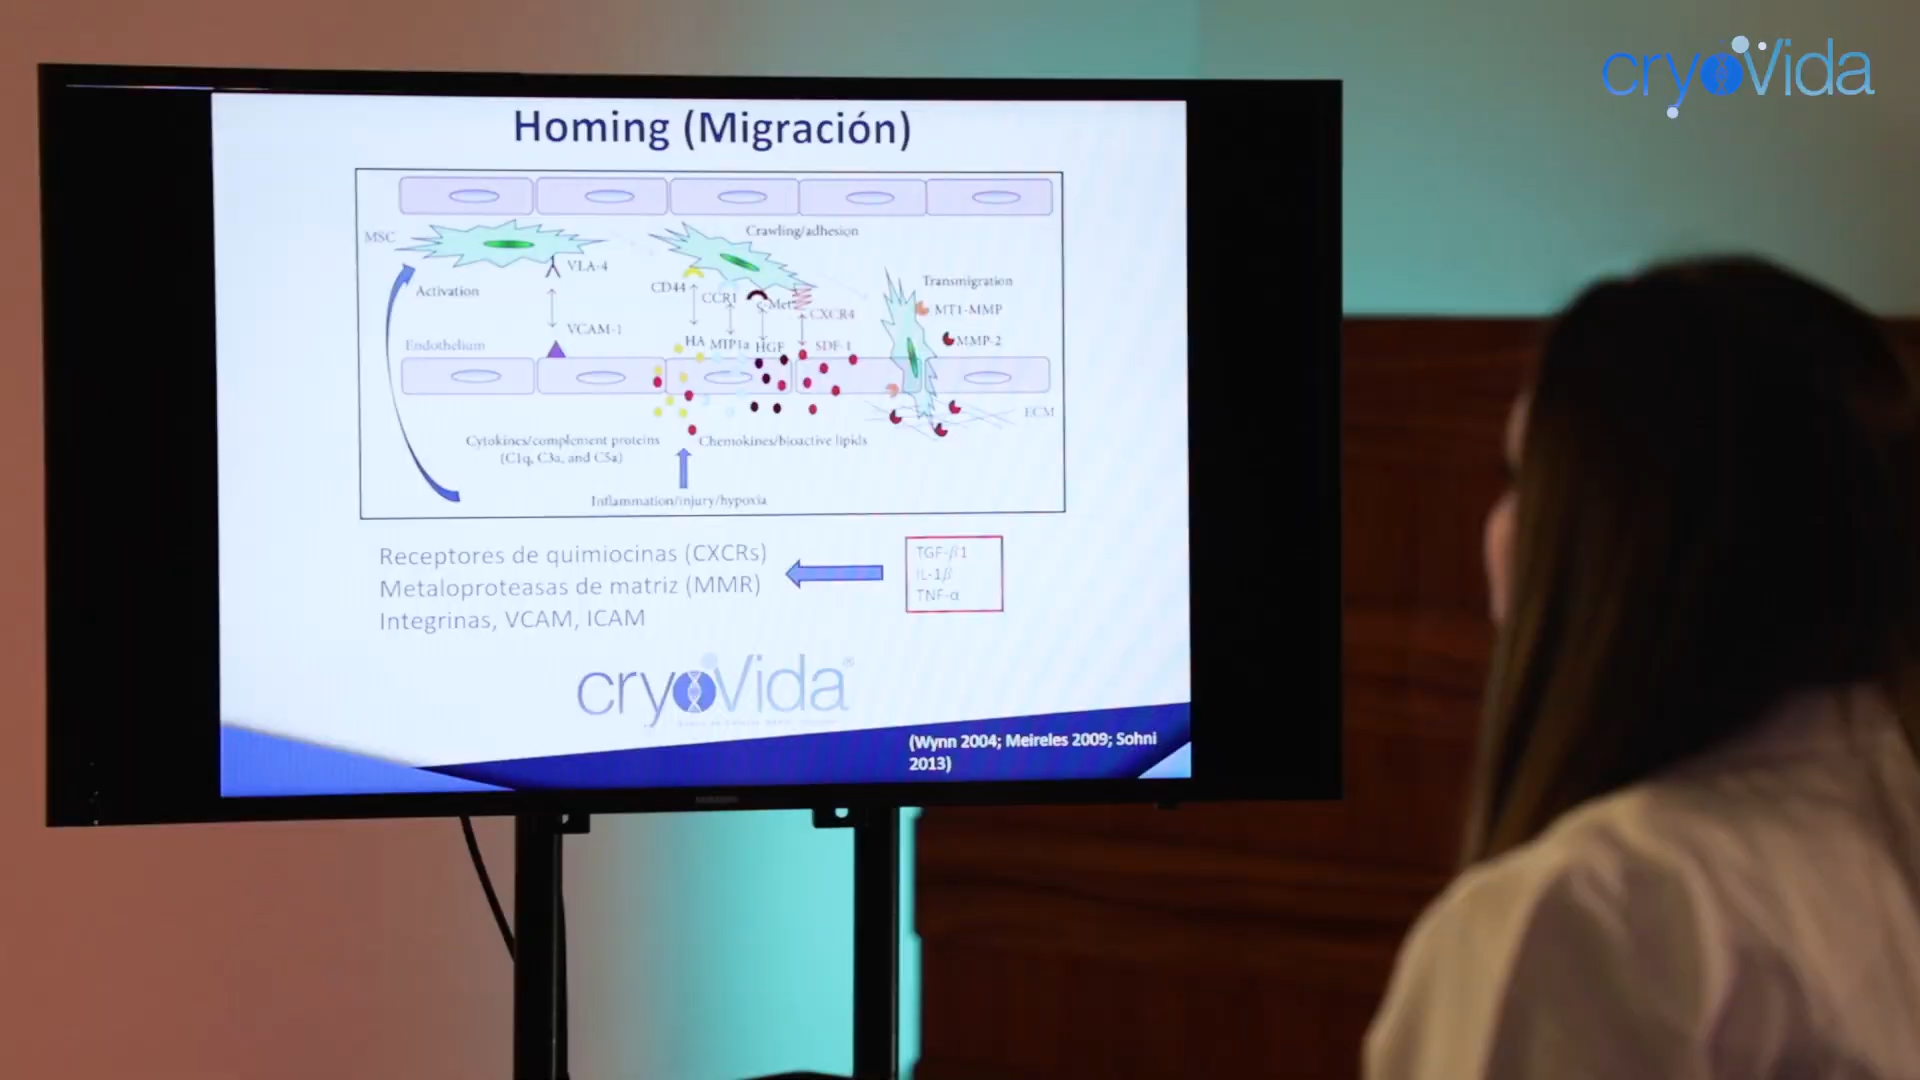 cryoVida
Homing (Migración)
MSC
Crawling/adhesion
VLA-4
Transmigration
Activation
CD44
CCR1
c-Met
CXCR4
MT1-MMP
VCAM-1
Endothelium
HA MIP1a HGF SDF-1
MMP-2
ECM
Cytokines/complement proteins
(C1q, C3a, and C5a)
Chemokines/bioactive lipids
Inflammation/injury/hypoxia
Receptores de quimiocinas (CXCRs)
Metaloproteasas de matriz (MMR)
Integrinas, VCAM, ICAM
TGF-β1
IL-1β
TNF-α
cryoVida®
(Wynn 2004; Meireles 2009; Sohni
2013)